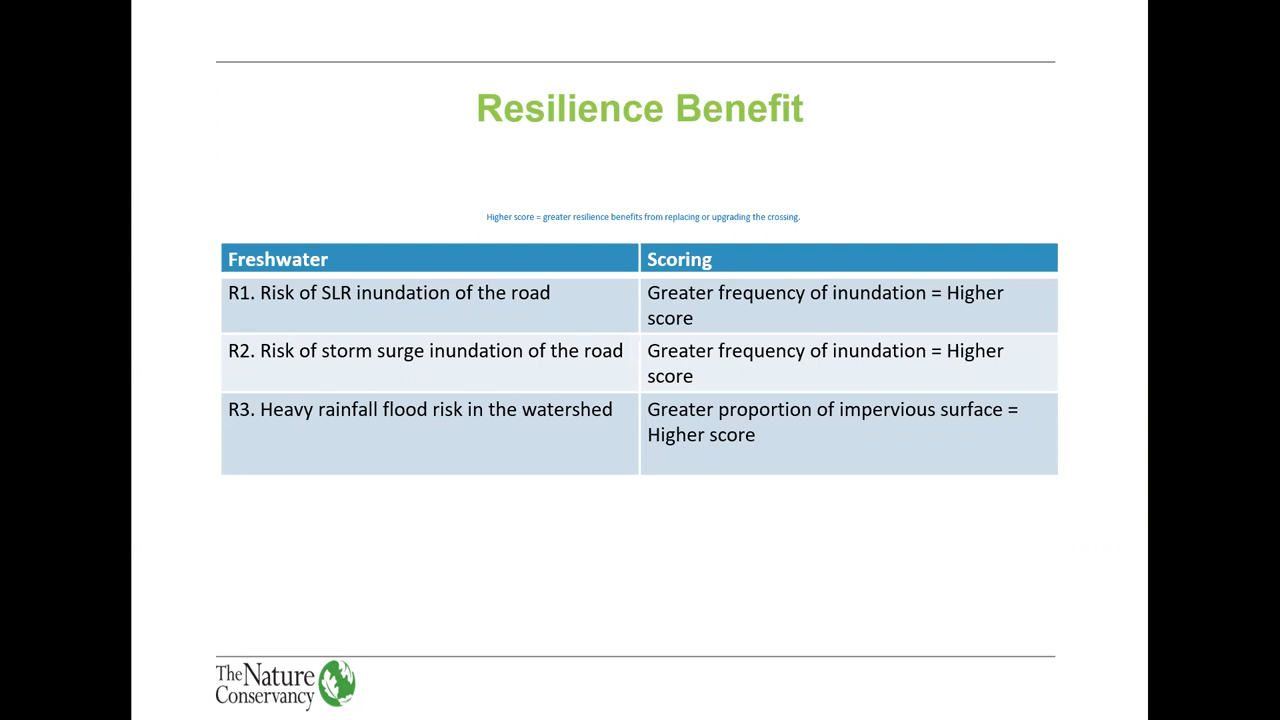 Resilience Benefit
Higher score = greater resilience benefits from replacing or upgrading the crossing.
Freshwater
Scoring
R1. Risk of SLR inundation of the road
Greater frequency of inundation = Higher
score
R2. Risk of storm surge inundation of the road
Greater frequency of inundation = Higher
score
R3. Heavy rainfall flood risk in the watershed
Greater proportion of impervious surface =
Higher score
The Nature
Conservancy